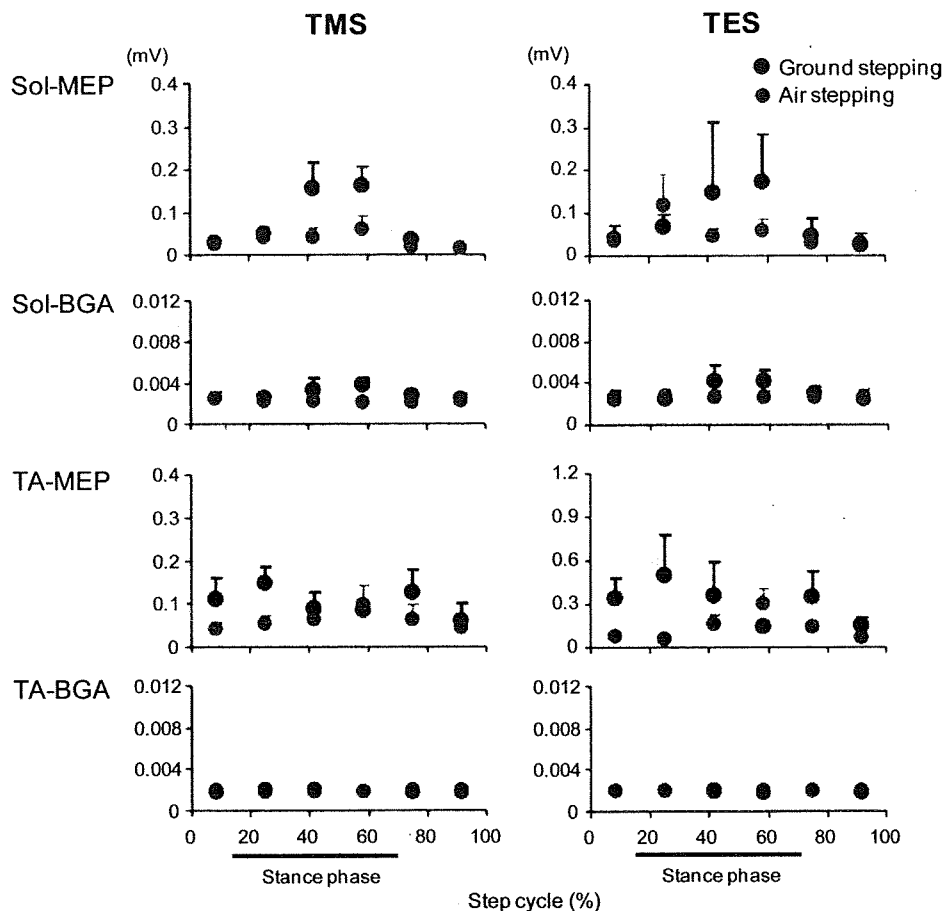 TMS
TES
(mV)
(mV)
Ground stepping
Air stepping
Sol-MEP
0.4
0.3
0.2
0.1
0
0.4
0.3
0.2
0.1
0
Sol-BGA
0.012
0.008
0.004
0
0.012
0.008
0.004
0
TA-MEP
0.4
0.3
0.2
0.1
0
1.2
0.9
0.6
0.3
0
TA-BGA
0.012
0.008
0.004
0
0.012
0.008
0.004
0
0 20 40 60 80 100
0 20 40 60 80 100
Stance phase
Stance phase
Step cycle (%)